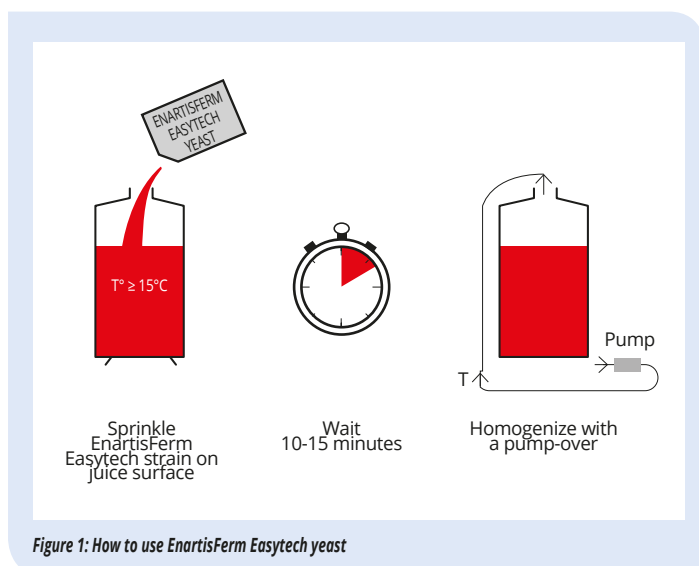 ENARTISFERM
EASYTECH
YEAST
T° ≥ 15°C
Pump
T
Sprinkle
EnartisFerm
Easytech strain on
juice surface
Wait
10-15 minutes
Homogenize with
a pump-over
Figure 1: How to use EnartisFerm Easytech yeast